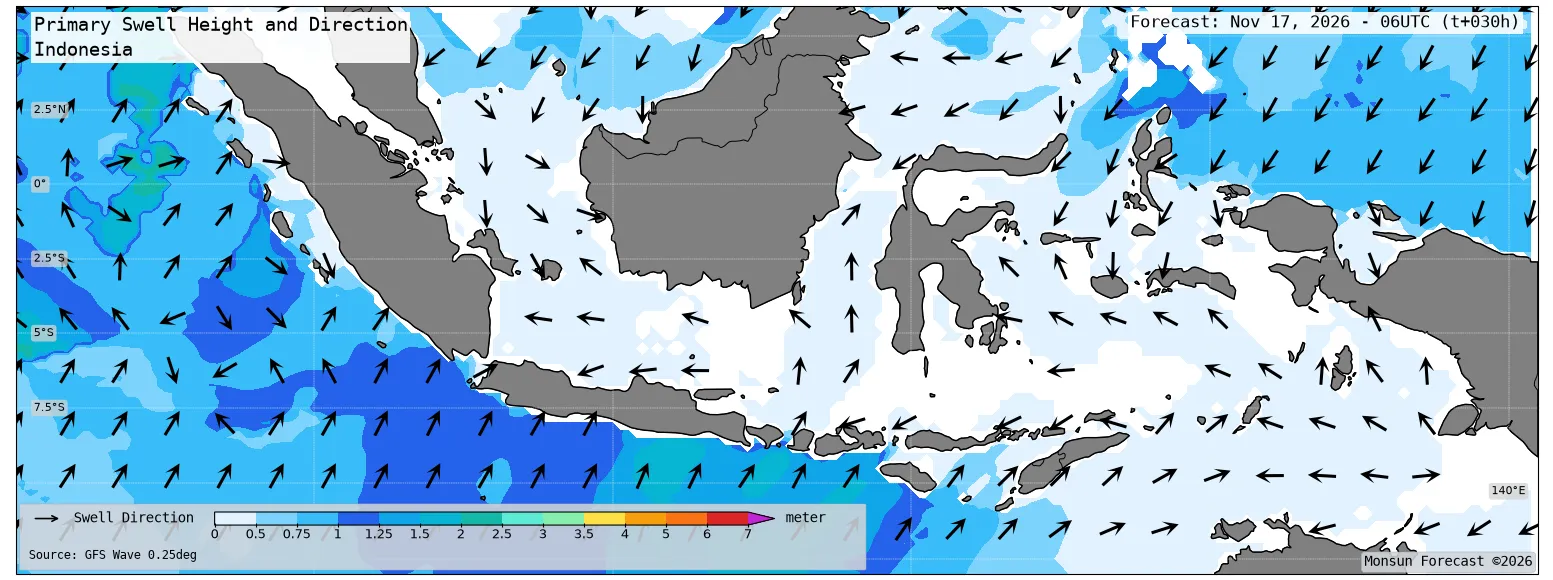 Primary Swell Height and Direction
Indonesia
Forecast: Nov 17, 2026 - 06UTC (t+030h)
2.5°N
0°
2.5°S
5°S
7.5°S
140°E
Swell Direction
0 0.5 0.75 1 1.25 1.5 2 2.5 3 3.5 4 5 6 7
meter
Source: GFS Wave 0.25deg
Monsun Forecast ©2026